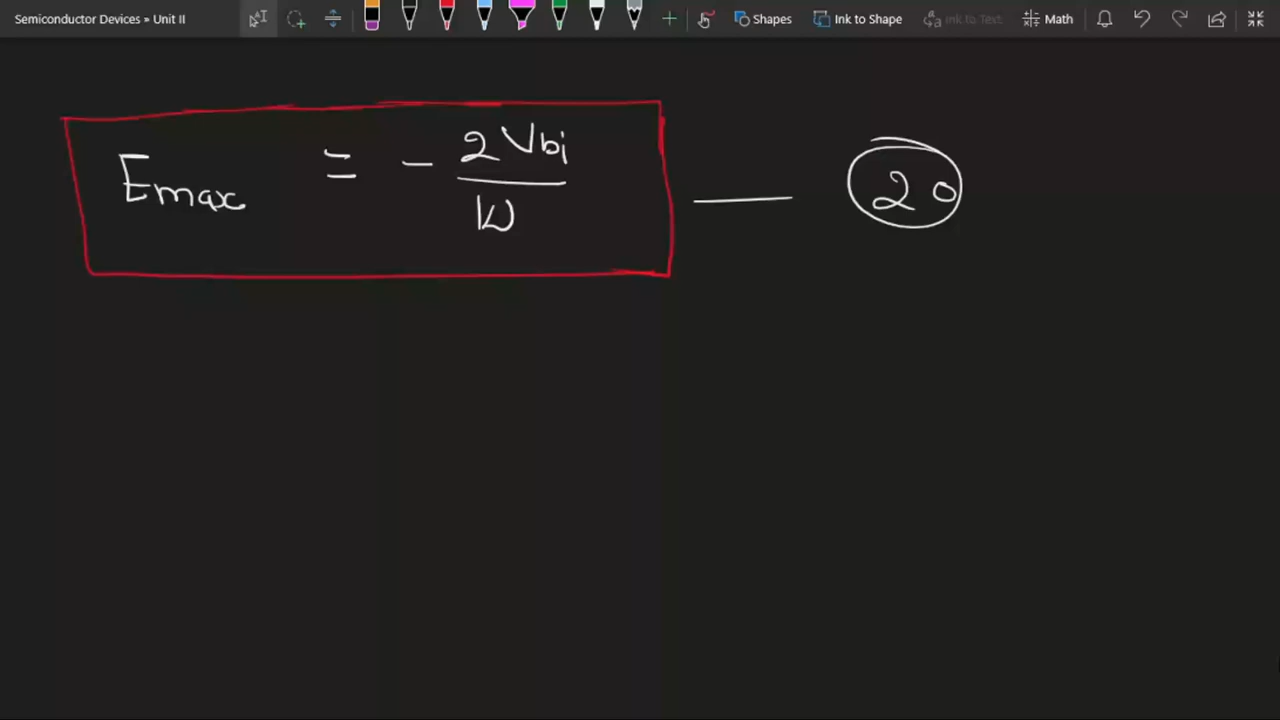 Semiconductor Devices » Unit II
Shapes
Ink to Shape
Ink to Text
Math
Emax = - 2Vbi / W — 20